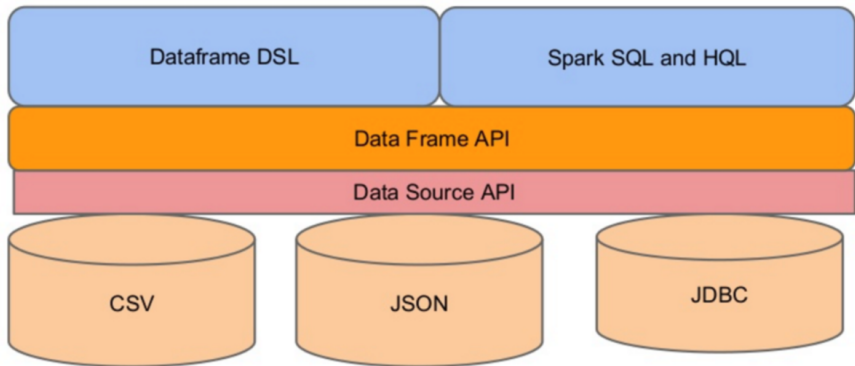 Dataframe DSL
Spark SQL and HQL
Data Frame API
Data Source API
CSV
JSON
JDBC